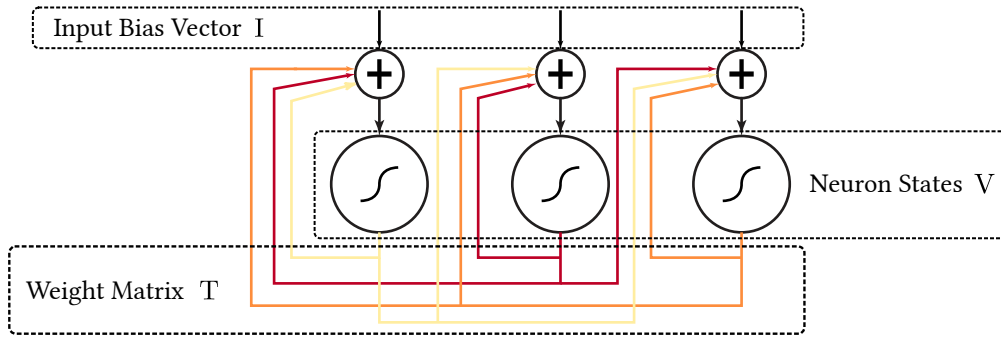 Input Bias Vector I
Neuron States V
Weight Matrix T